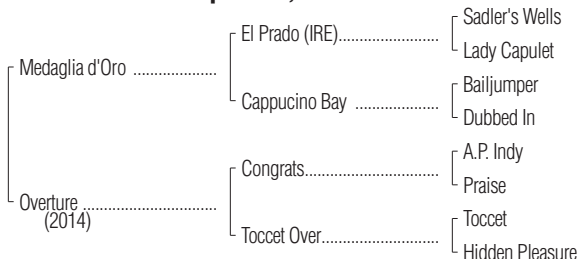 Sadler's Wells
El Prado (IRE)....................
Lady Capulet
Medaglia d'Oro .................
Bailjumper
Cappucino Bay .................
Dubbed In
A.P. Indy
Congrats...........................
Praise
Overture ...........................
(2014)
Toccet
Toccet Over.......................
Hidden Pleasure